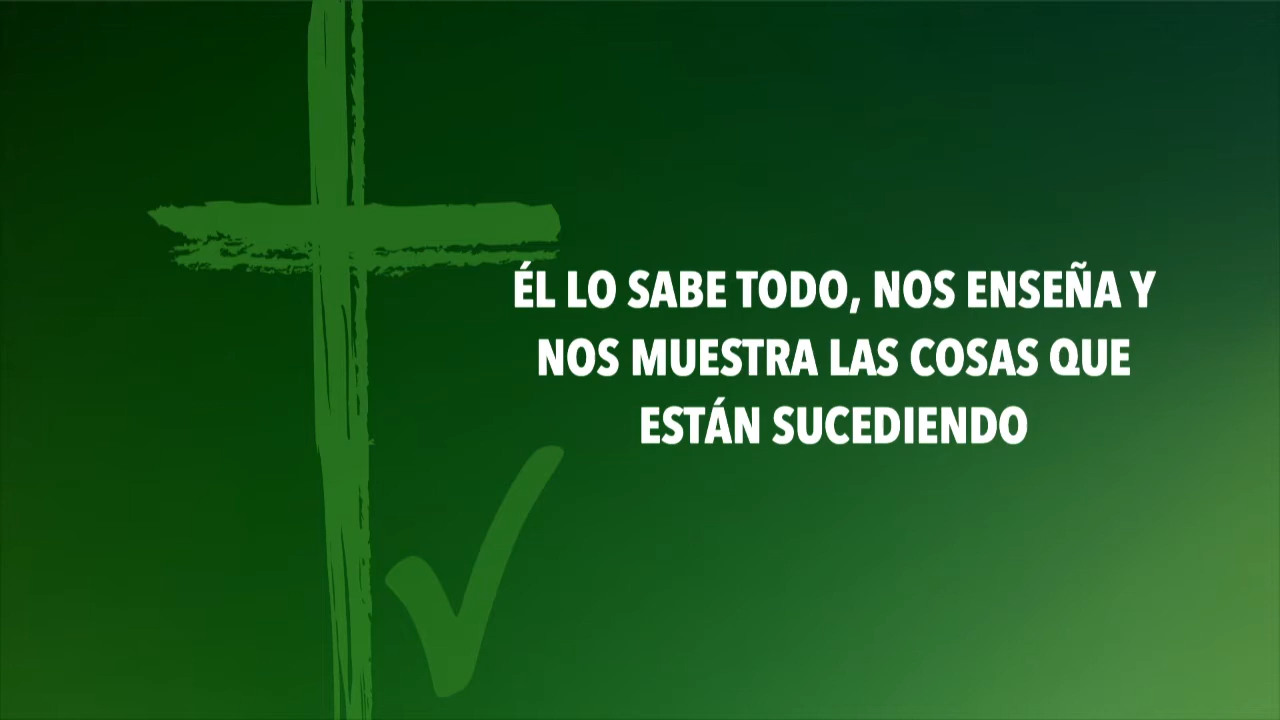 ÉL LO SABE TODO, NOS ENSEÑA Y
NOS MUESTRA LAS COSAS QUE
ESTÁN SUCEDIENDO